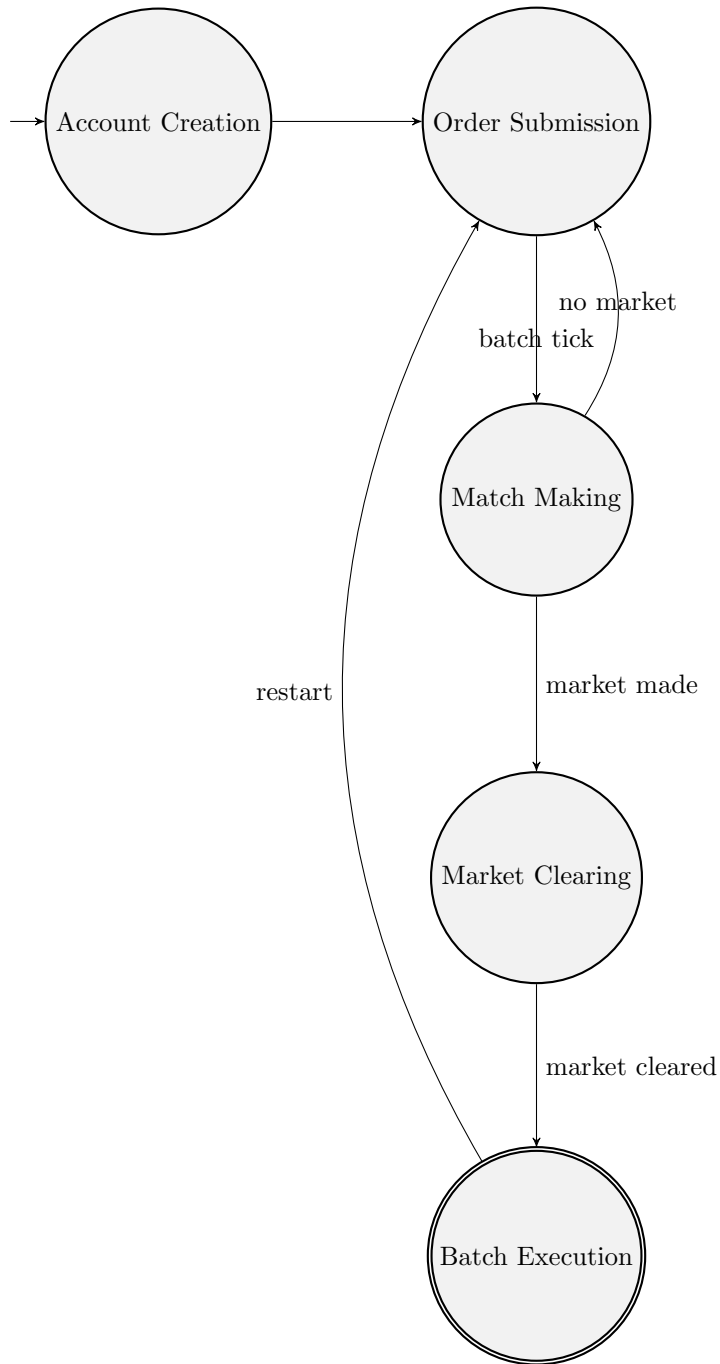 Account Creation
Order Submission
no market
batch tick
Match Making
market made
restart
Market Clearing
market cleared
Batch Execution